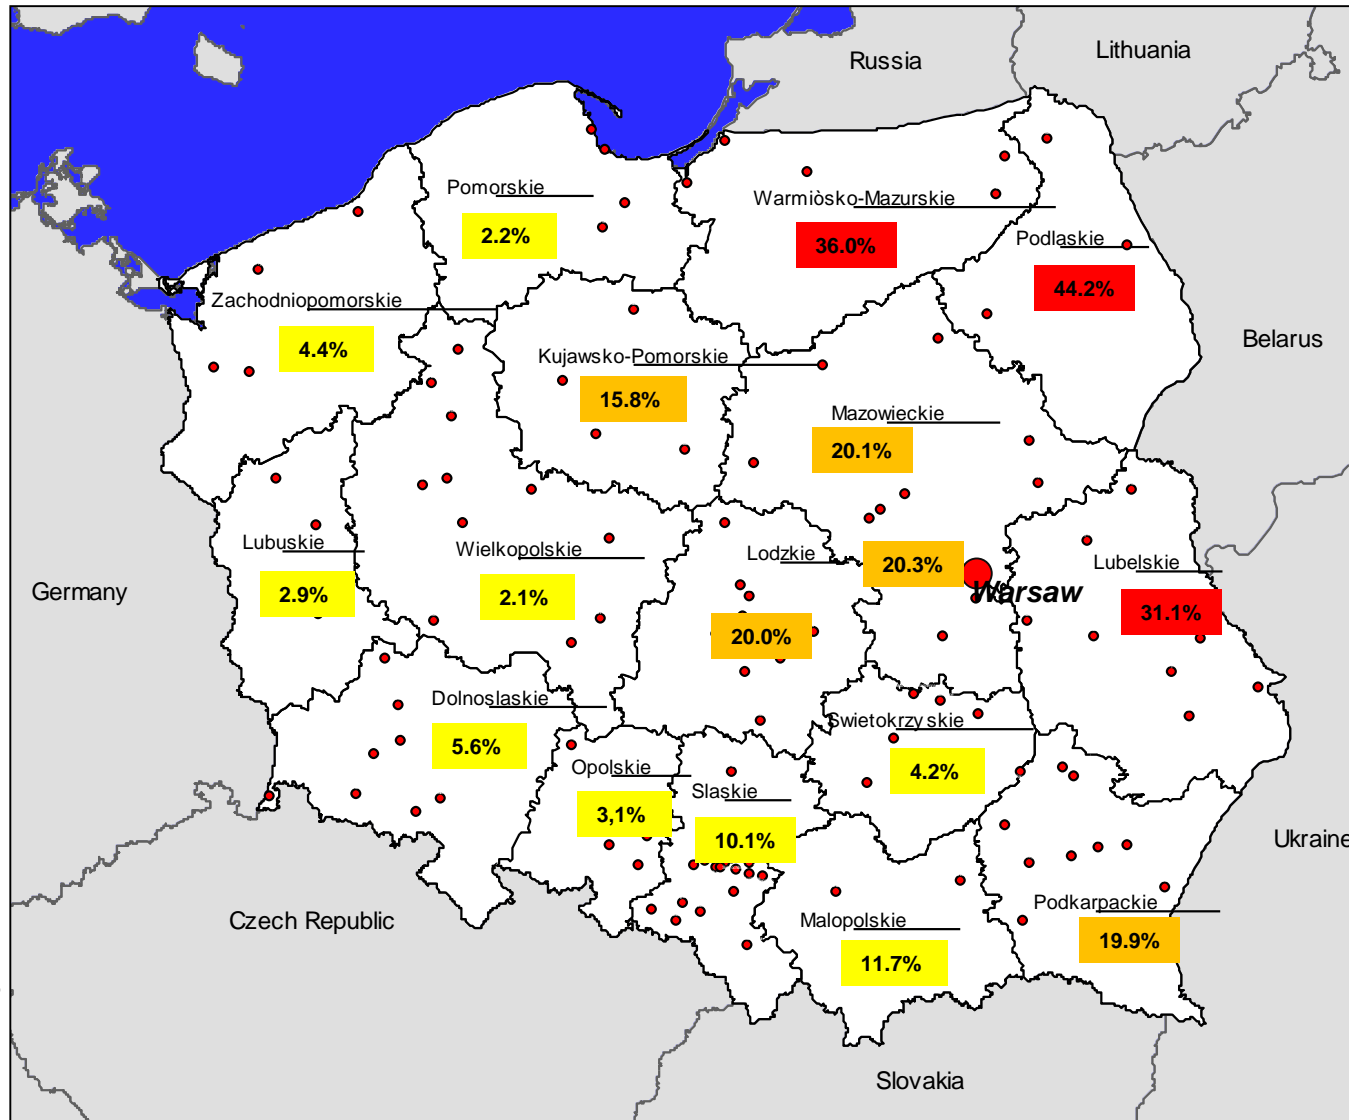 Lithuania
Russia
Pomorskie
2.2%
Warmiòsko-Mazurskie
36.0%
Podlaskie
44.2%
Zachodniopomorskie
4.4%
Kujawsko-Pomorskie
15.8%
Belarus
Mazowieckie
20.1%
Lubuskie
2.9%
Wielkopolskie
2.1%
Lodzkie
20.0%
20.3%
Warsaw
Lubelskie
31.1%
Germany
Dolnoslaskie
5.6%
Opolskie
3,1%
Slaskie
10.1%
Swietokrzyskie
4.2%
Ukraine
Czech Republic
Malopolskie
11.7%
Podkarpackie
19.9%
Slovakia